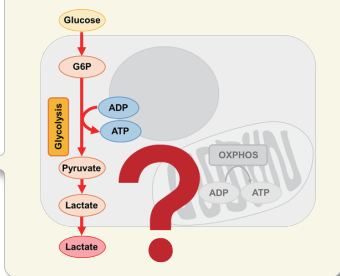 Glucose
G6P
Glycolysis
ADP
ATP
Pyruvate
Lactate
Lactate
?
OXPHOS
ADP
ATP